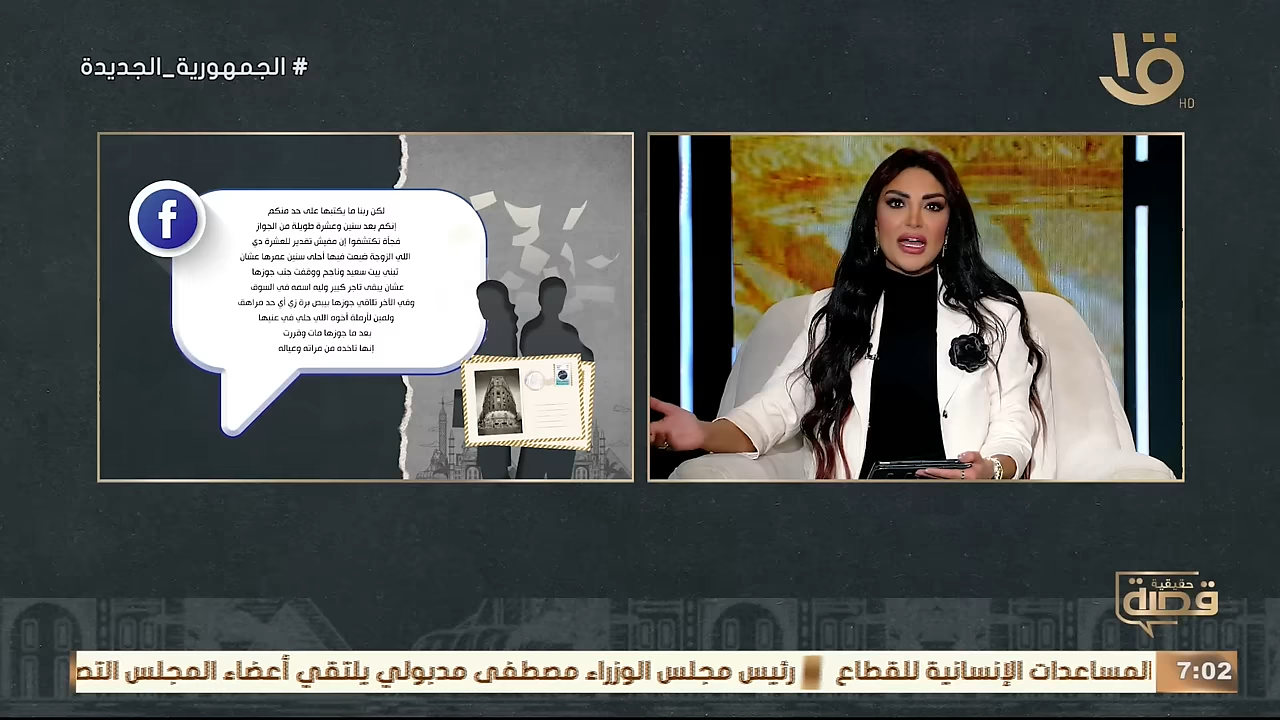 # الجمهورية_الجديدة
HD
لكن ربنا ما يكتبها على حد منكم
إنكم بعد سنين وعشرة طويلة من الجواز
فجأة تكتشفوا إن مفيش تقدير للعشرة دي
اللي الزوجة ضيعت فيها أحلى سنين عمرها عشان
تبني بيت سعيد وناجح ووقفت جنب جوزها
عشان يبقى تاجر كبير وليه اسمه في السوق
وفي الآخر تلاقي جوزها بيبص برة زي أي حد مراهق
ولمين لأرملة أخوه اللي حلي في عنيها
بعد ما جوزها مات وقررت
إنها تاخده من مراته وعياله
قصة حقيقية
7:02
المساعدات الإنسانية للقطاع
رئيس مجلس الوزراء مصطفى مدبولي يلتقي أعضاء المجلس التص